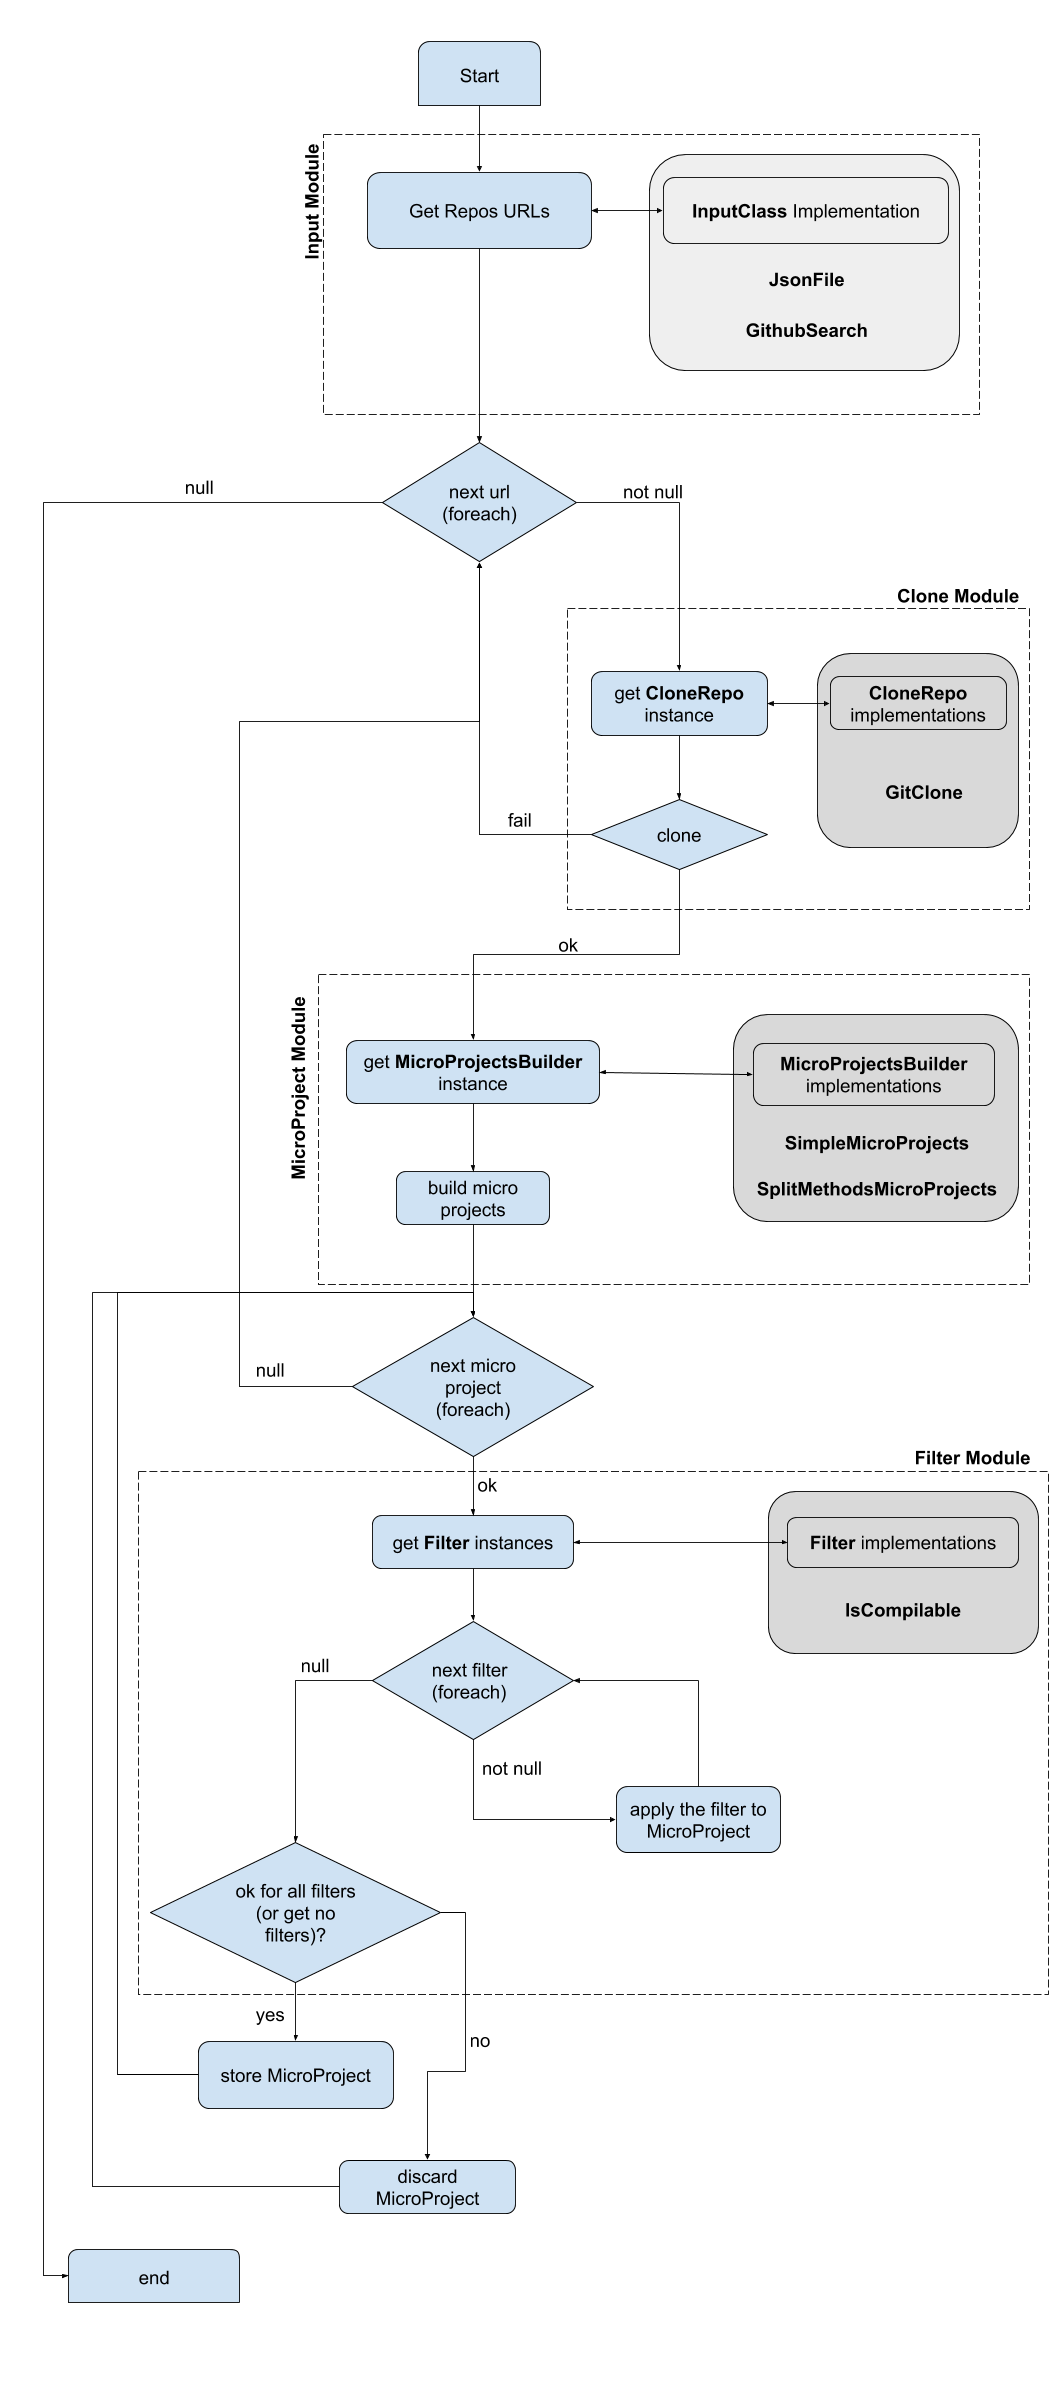 Start
Input Module
Get Repos URLs
InputClass Implementation
JsonFile
GithubSearch
null
next url
(foreach)
not null
Clone Module
get CloneRepo
instance
CloneRepo
implementations
GitClone
fail
clone
ok
MicroProject Module
get MicroProjectsBuilder
instance
MicroProjectsBuilder
implementations
SimpleMicroProjects
SplitMethodsMicroProjects
build micro
projects
null
next micro
project
(foreach)
Filter Module
ok
get Filter instances
Filter implementations
IsCompilable
null
next filter
(foreach)
not null
apply the filter to
MicroProject
ok for all filters
(or get no
filters)?
yes
no
store MicroProject
discard
MicroProject
end